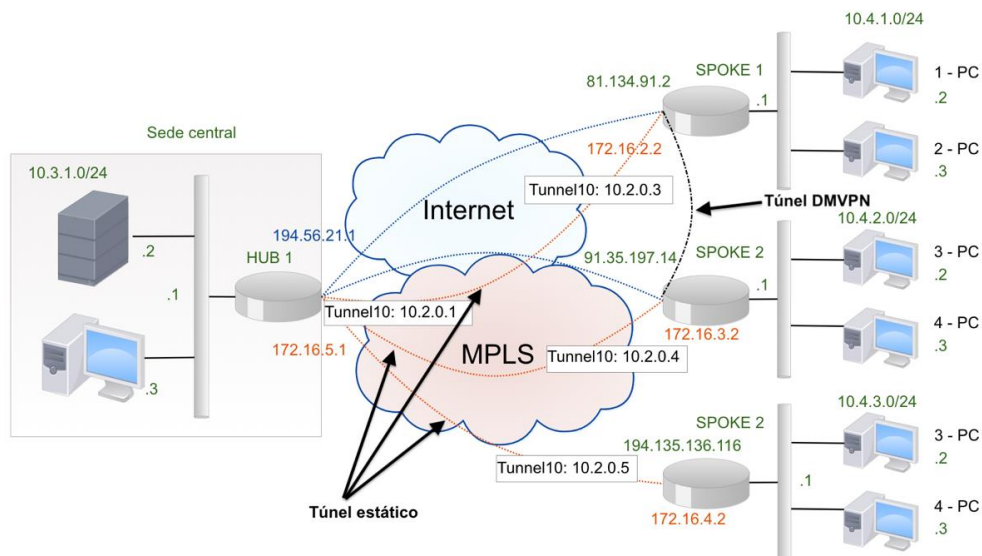 10.4.1.0/24
SPOKE 1
81.134.91.2
.1
1 - PC
.2
172.16.2.2
2 - PC
.3
Sede central
10.3.1.0/24
.2
.1
.3
194.56.21.1
HUB 1
Internet
Tunnel10: 10.2.0.3
Túnel DMVPN
10.4.2.0/24
91.35.197.14
SPOKE 2
.1
3 - PC
.2
Tunnel10: 10.2.0.1
172.16.5.1
MPLS
172.16.3.2
Tunnel10: 10.2.0.4
4 - PC
.3
10.4.3.0/24
SPOKE 2
194.135.136.116
3 - PC
.2
Tunnel10: 10.2.0.5
.1
Túnel estático
172.16.4.2
4 - PC
.3